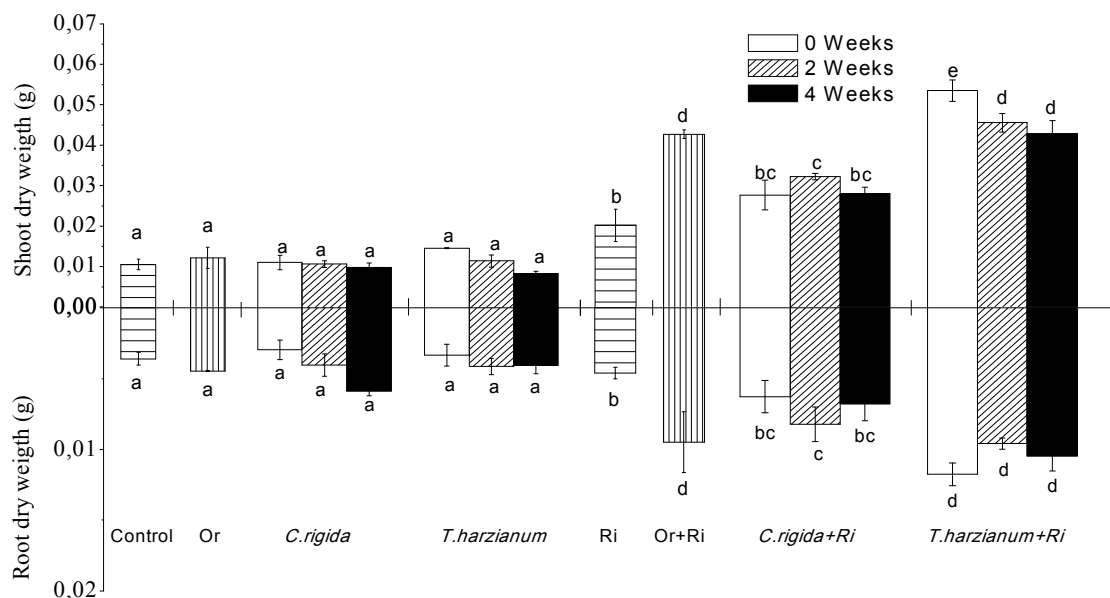 0,07
0,06
0,05
0,04
0,03
0,02
0,01
0,00
0,01
0,02
Shoot dry weigth (g)
Root dry weigth (g)
0 Weeks
2 Weeks
4 Weeks
a a a a a a a a b d bc c bc e d d
a a a a a a a a b d bc c bc d d d
Control Or C.rigida T.harzianum Ri Or+Ri C.rigida+Ri T.harzianum+Ri